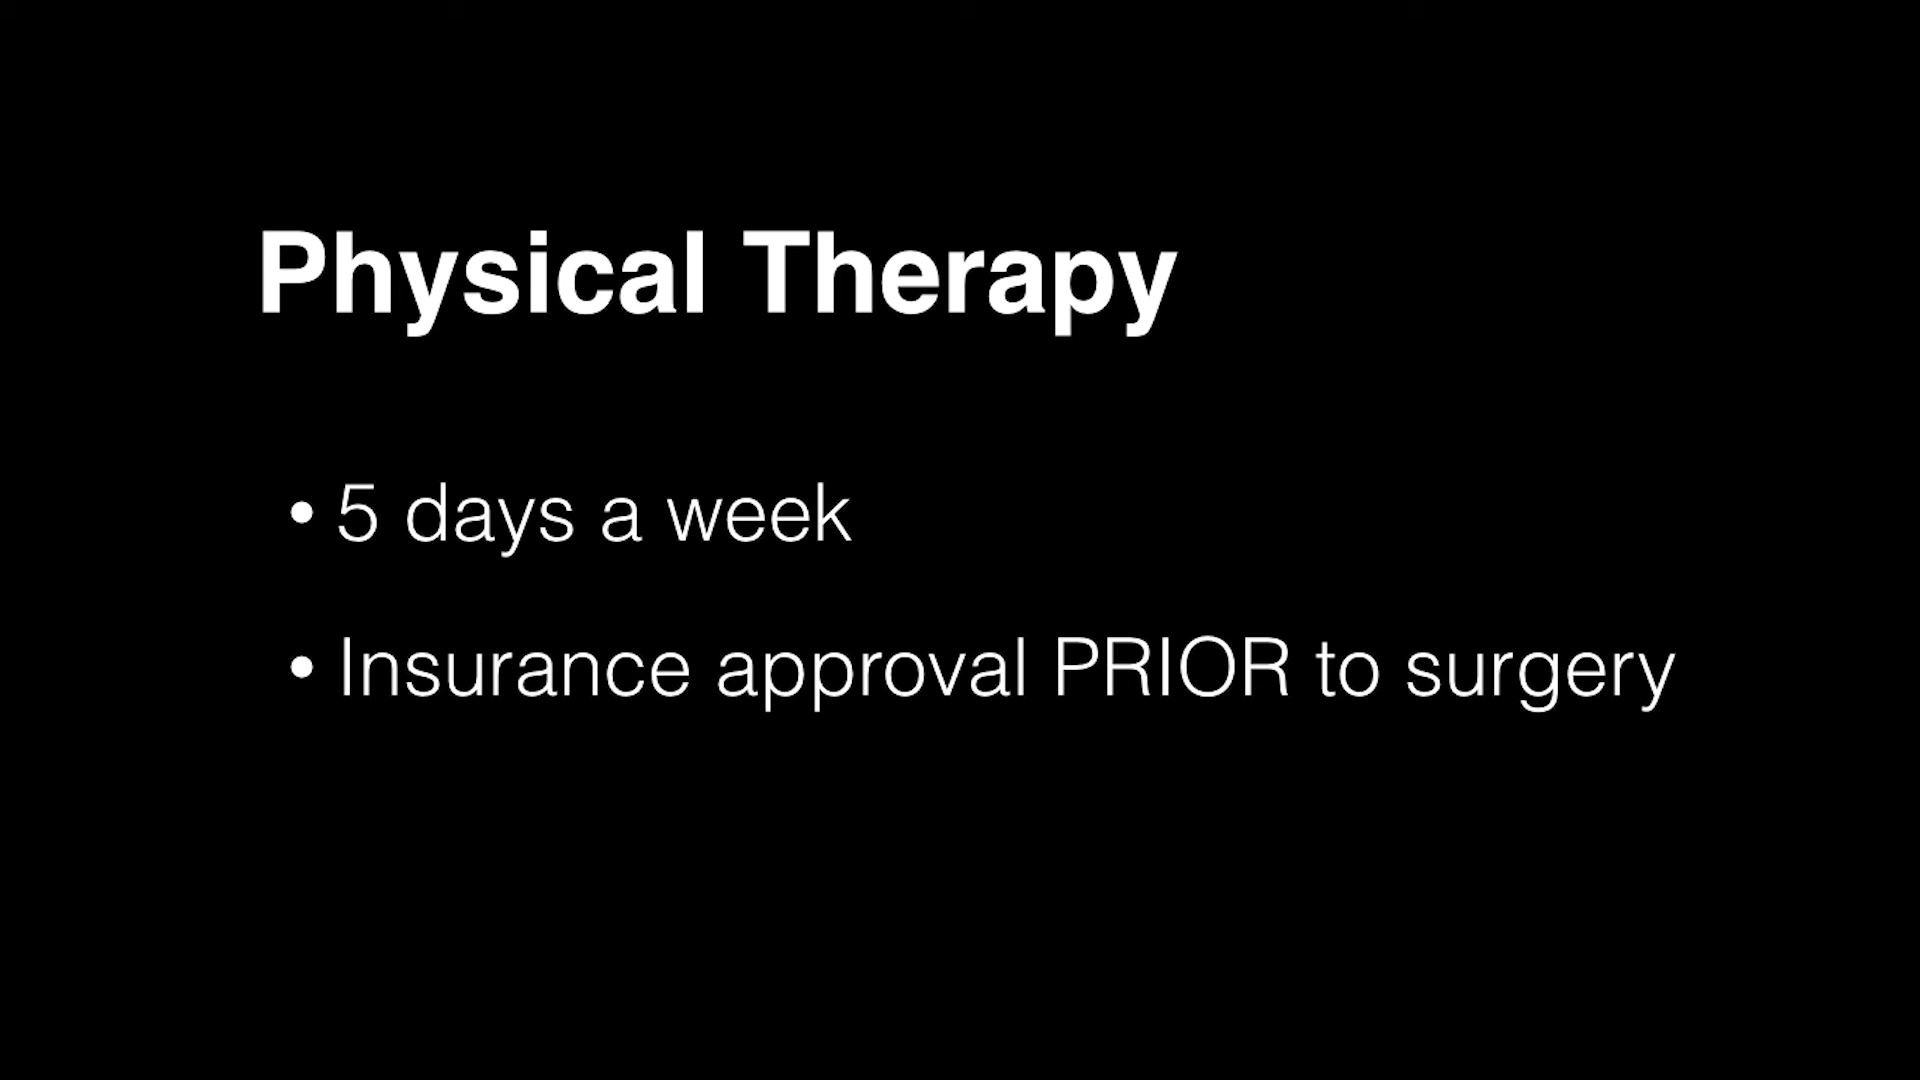 Physical Therapy
• 5 days a week
• Insurance approval PRIOR to surgery